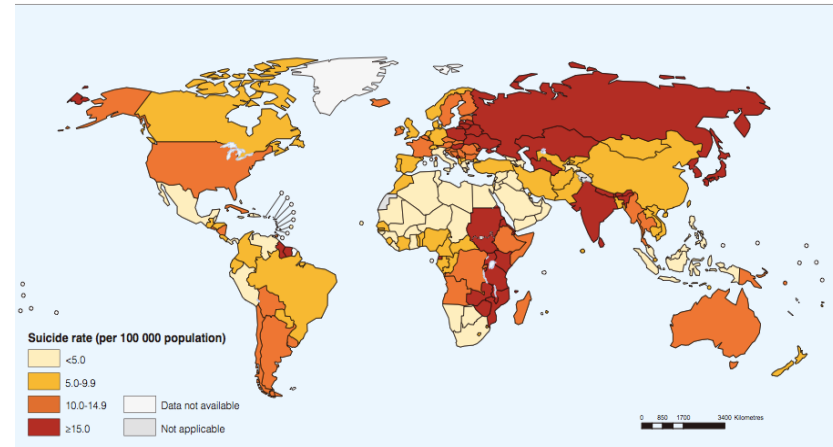 Suicide rate (per 100 000 population)
<5.0
5.0-9.9
10.0-14.9
≥15.0
Data not available
Not applicable
0 850 1700 3400 Kilometres